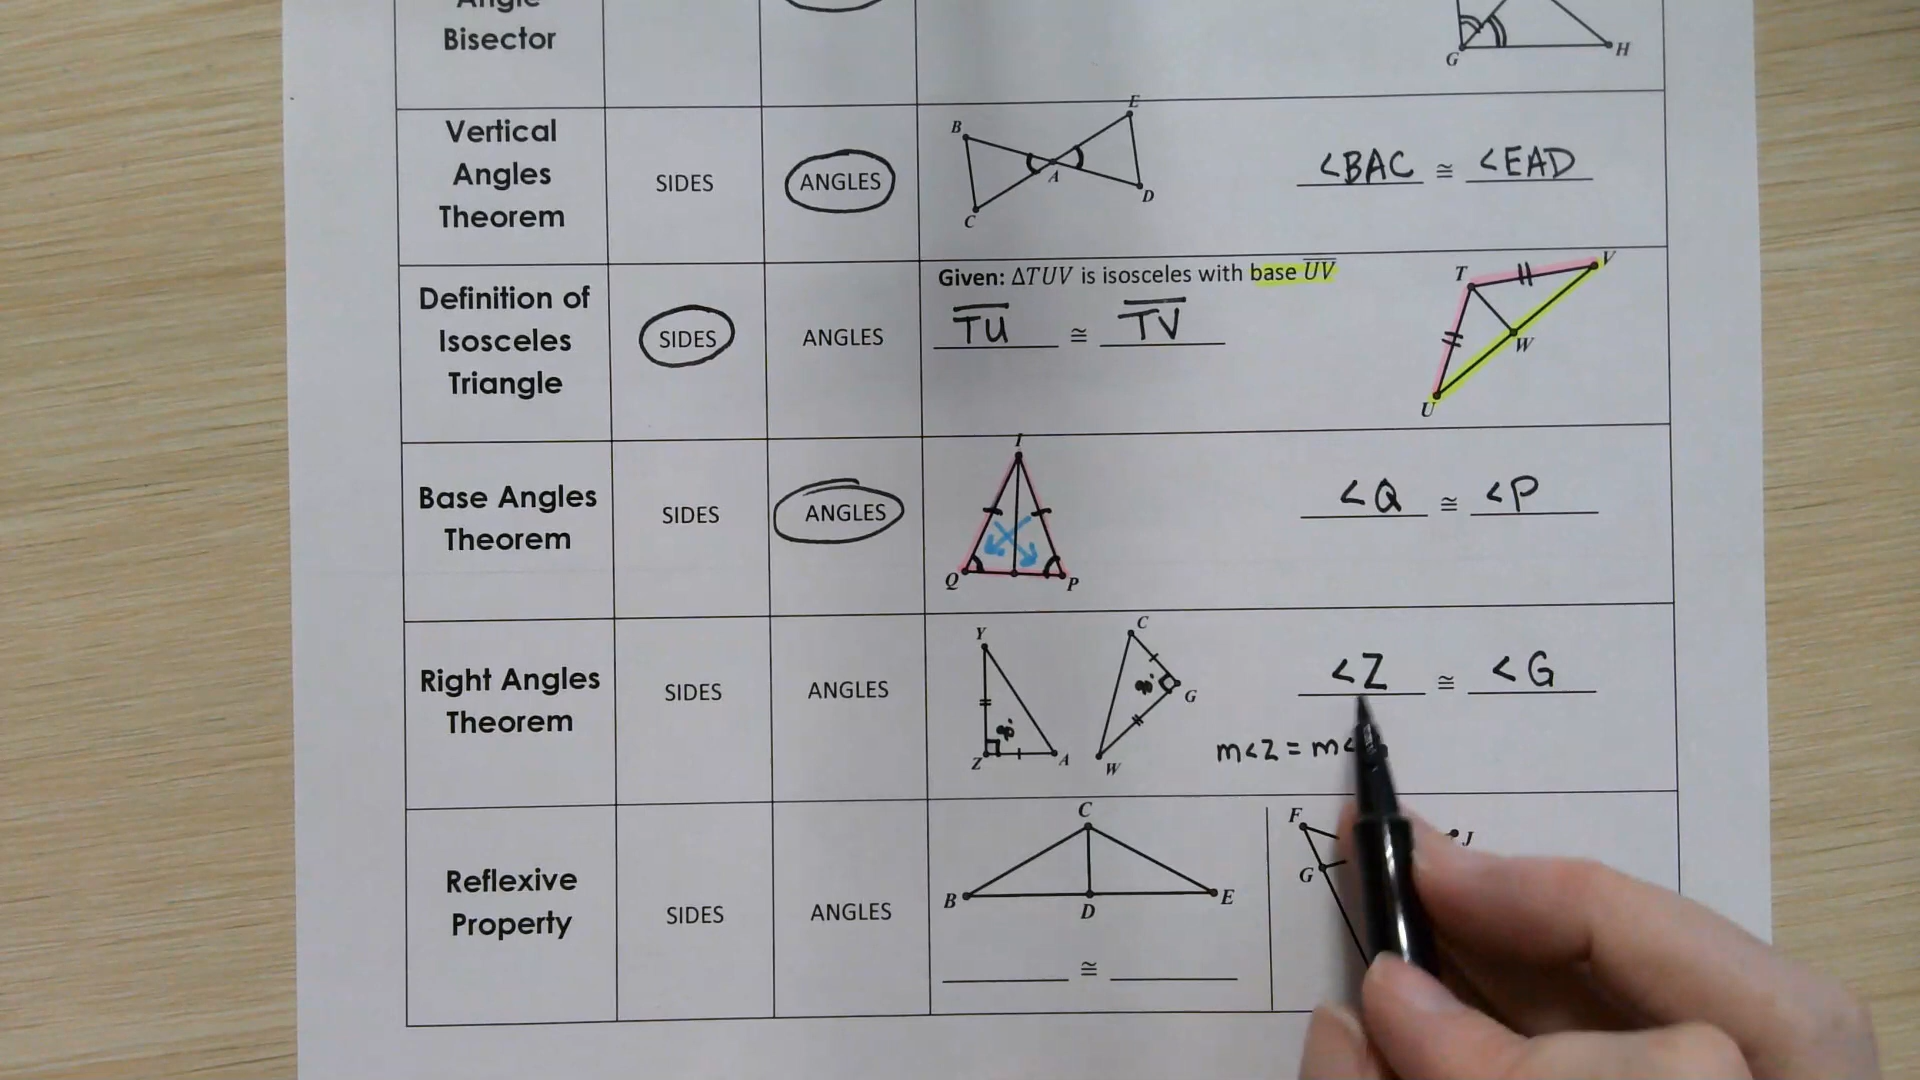 Angle
Bisector
G
H
Vertical
Angles
Theorem
SIDES
ANGLES
B
E
A
C
D
<BAC ≅ <EAD
Definition of
Isosceles
Triangle
SIDES
ANGLES
Given: ΔTUV is isosceles with base UV
TU ≅ TV
T
V
W
U
Base Angles
Theorem
SIDES
ANGLES
I
Q
P
<Q ≅ <P
Right Angles
Theorem
SIDES
ANGLES
Y
90°
Z
A
C
90°
G
W
<Z ≅ <G
m<Z = m<
Reflexive
Property
SIDES
ANGLES
C
B
D
E
≅
F
J
G